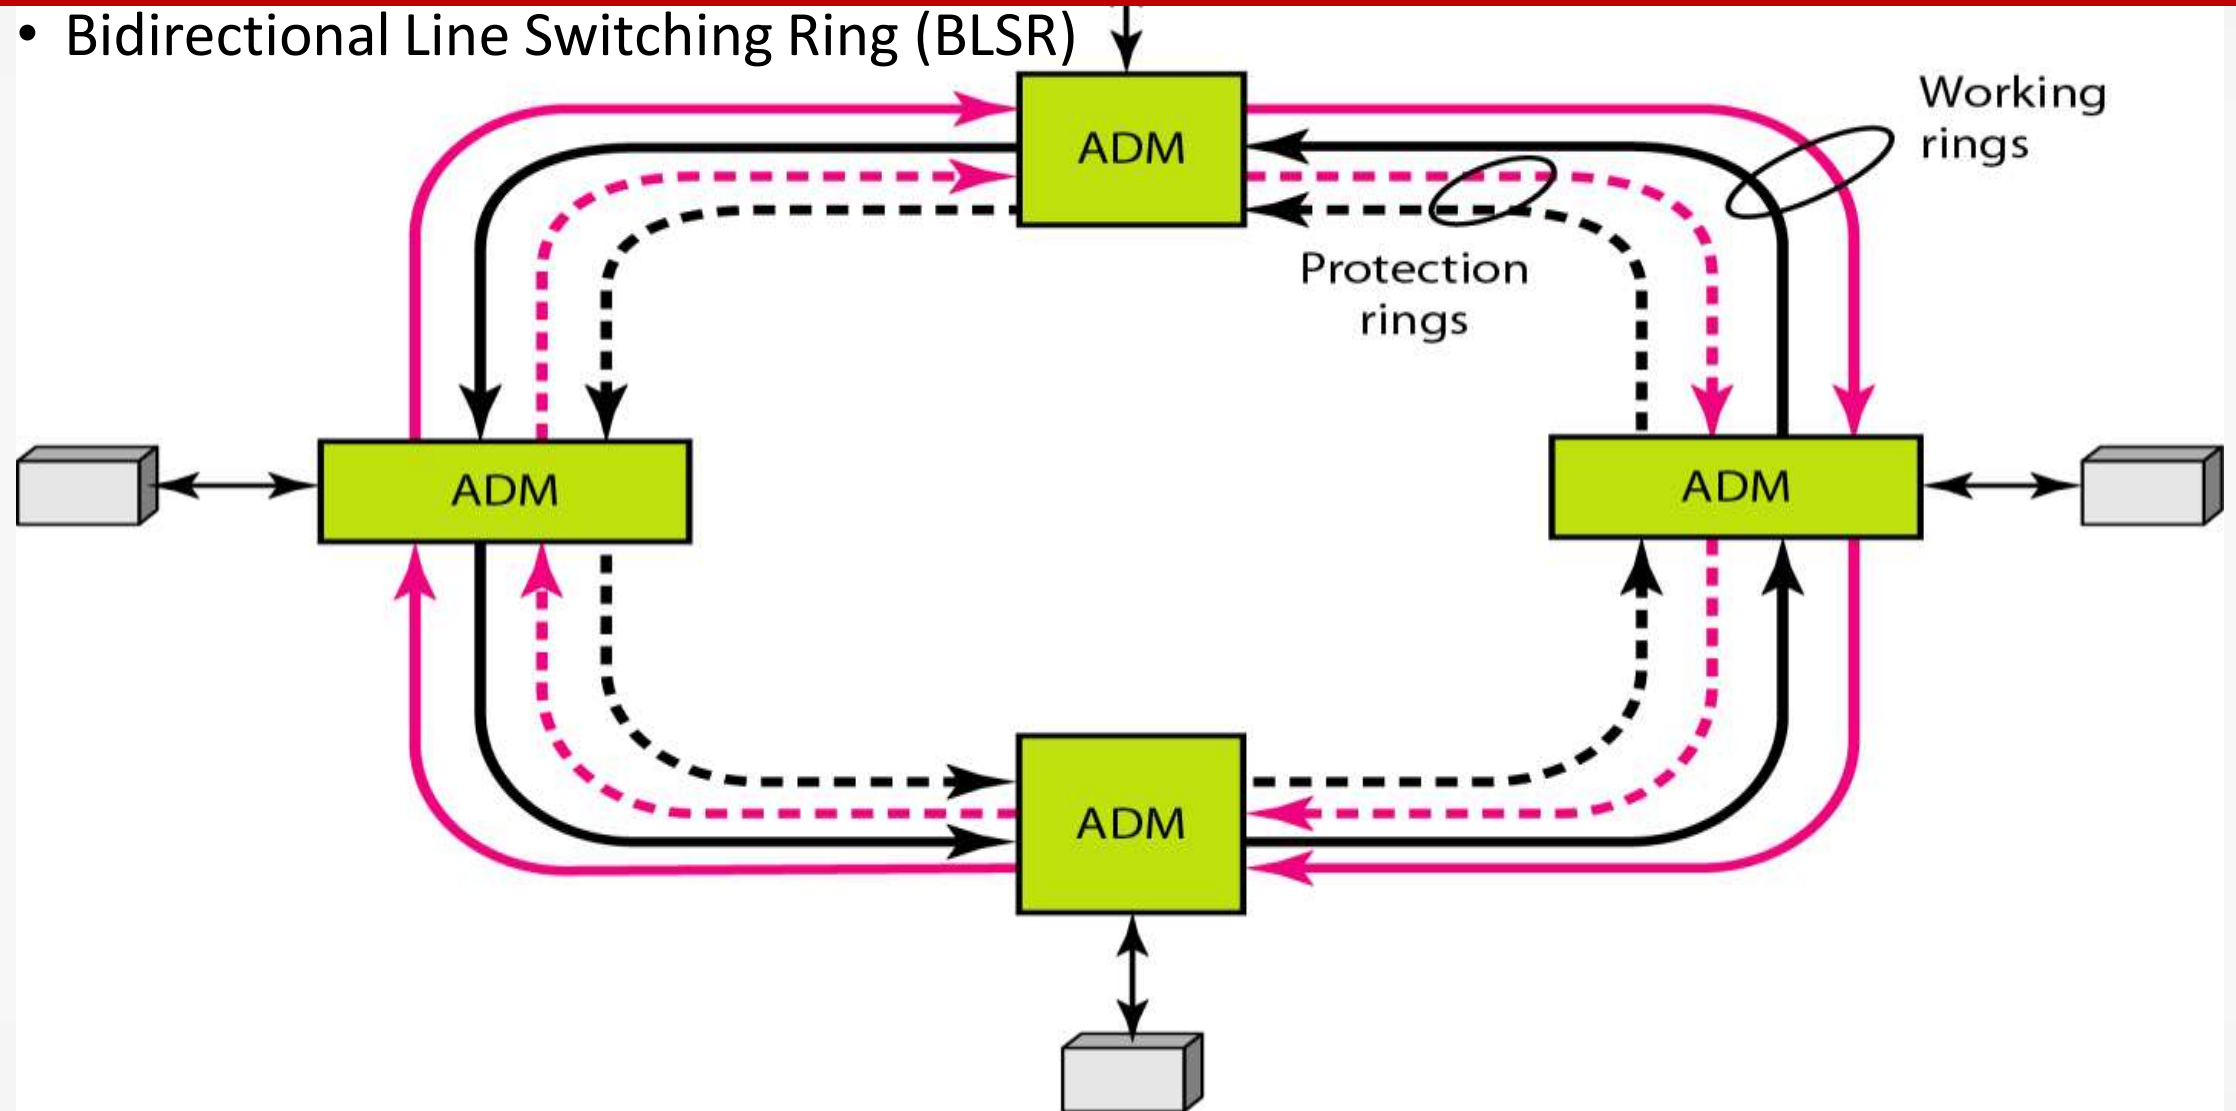 • Bidirectional Line Switching Ring (BLSR)
Working
rings
ADM
Protection
rings
ADM
ADM
ADM